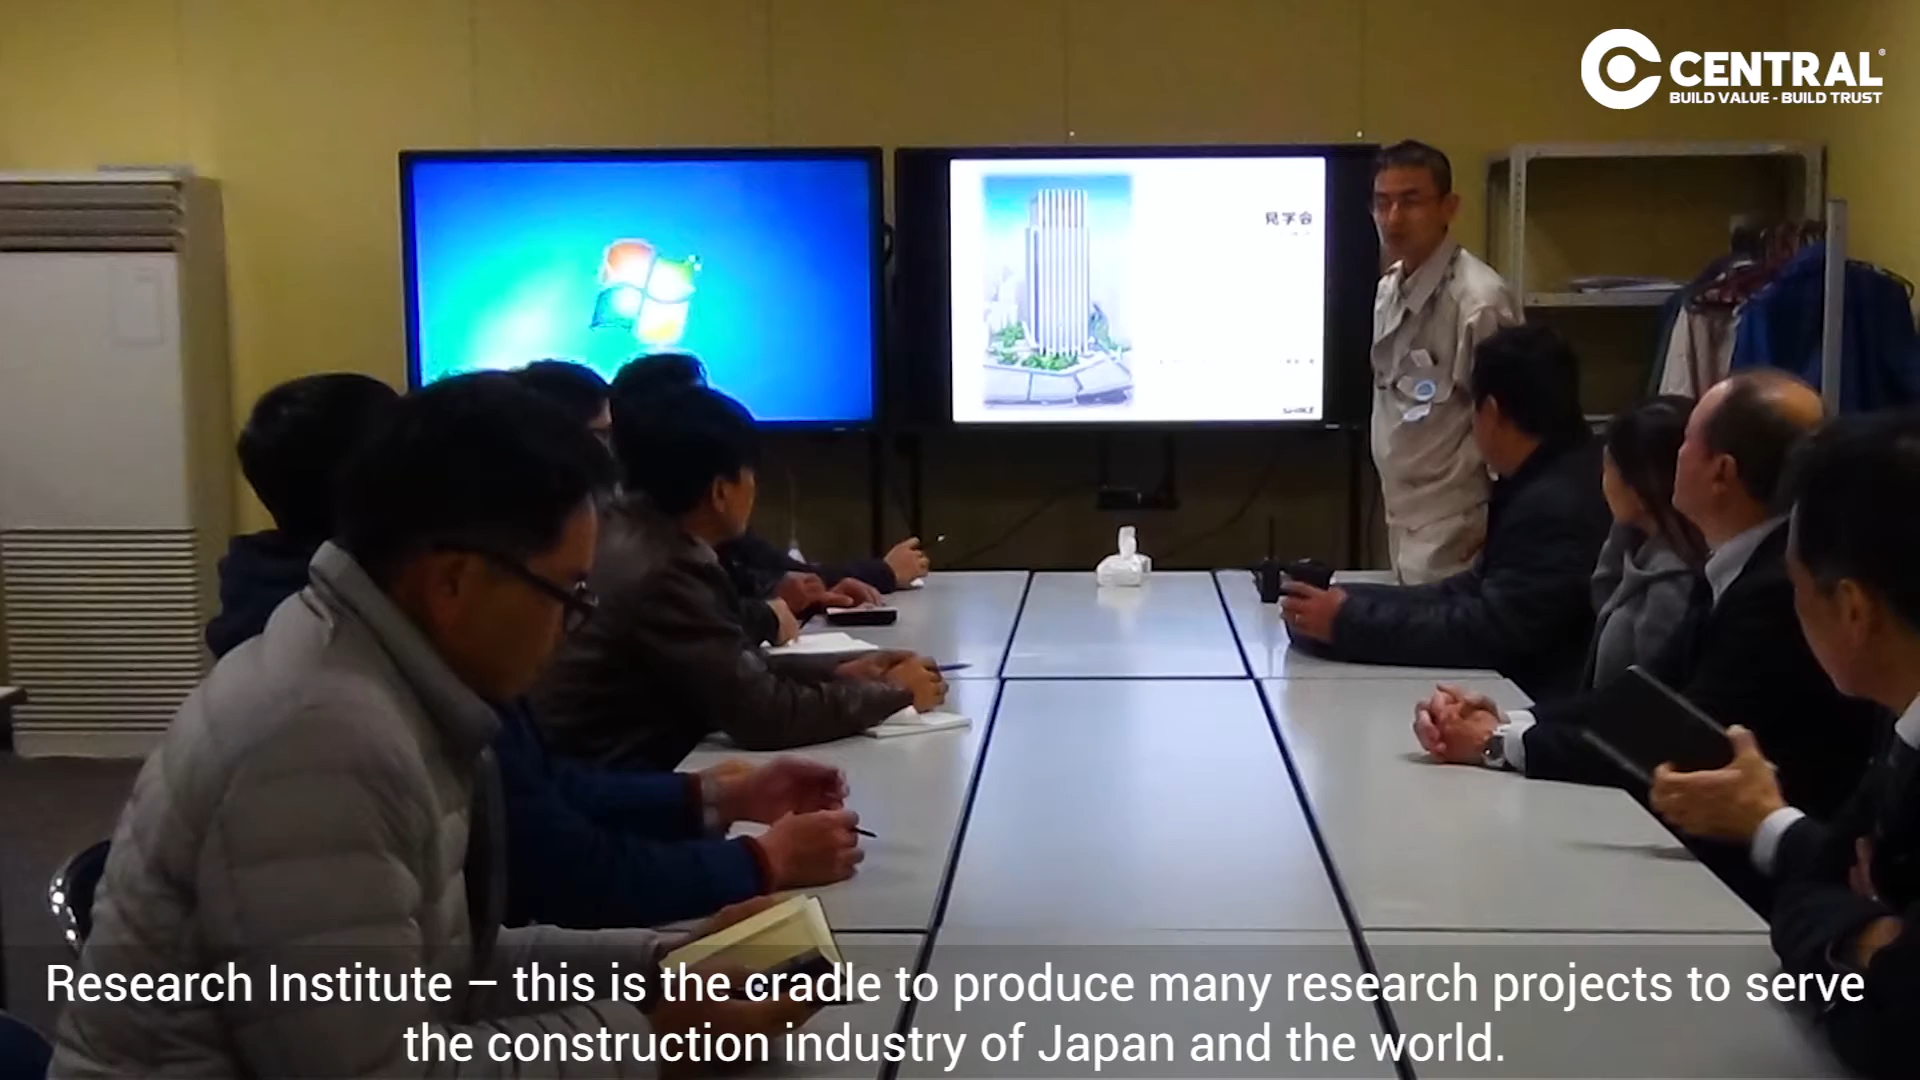 CENTRAL®
BUILD VALUE - BUILD TRUST
見学会
Research Institute – this is the cradle to produce many research projects to serve
the construction industry of Japan and the world.